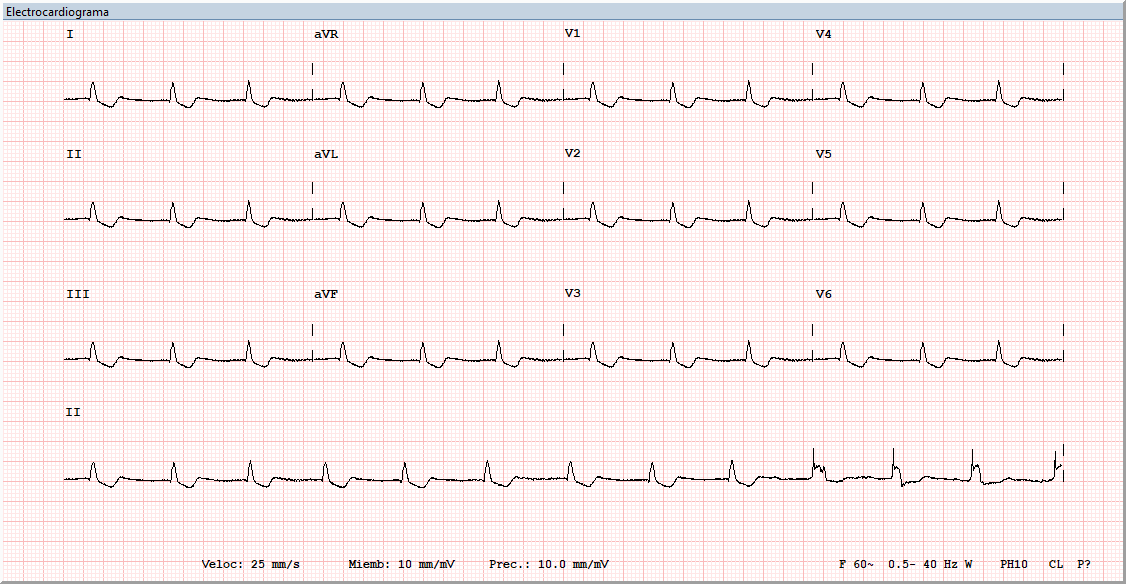 Electrocardiograma
I aVR V1 V4
II aVL V2 V5
III aVF V3 V6
II
Veloc: 25 mm/s Miemb: 10 mm/mV Prec.: 10.0 mm/mV F 60~ 0.5- 40 Hz W PH10 CL P?